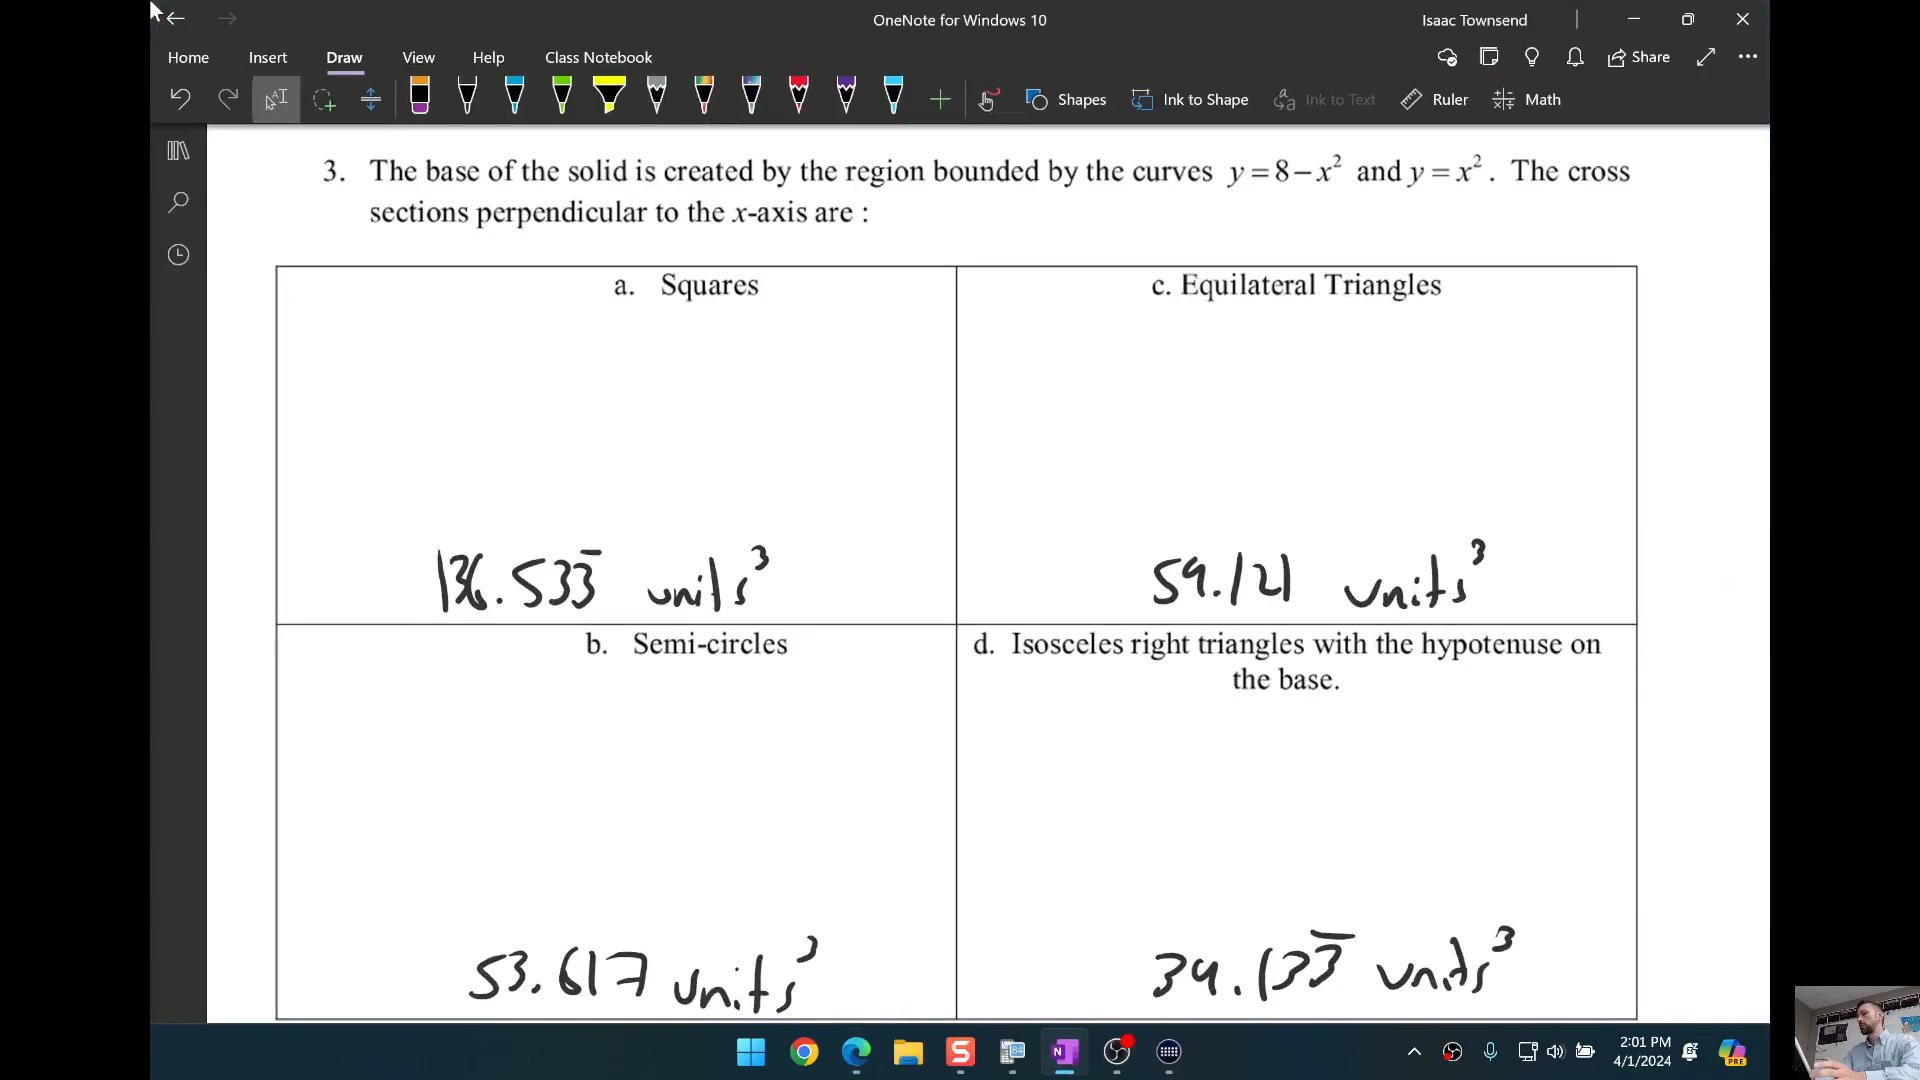 OneNote for Windows 10
Isaac Townsend
Home Insert Draw View Help Class Notebook
Share
Shapes Ink to Shape Ink to Text Ruler Math
3. The base of the solid is created by the region bounded by the curves y = 8 – x² and y = x². The cross
sections perpendicular to the x-axis are :
a. Squares
136.533̅ units³
c. Equilateral Triangles
59.121 units³
b. Semi-circles
53.617 units³
d. Isosceles right triangles with the hypotenuse on
the base.
34.133̅ units³
2:01 PM
4/1/2024
PRE